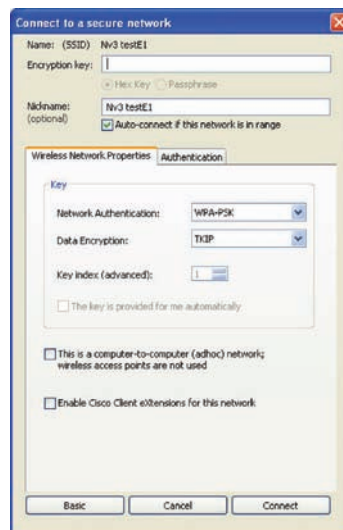 Connect to a secure network
Name: (SSID) Nv3 testE1
Encryption key:
Hex Key Passphrase
Nickname: Nv3 testE1
(optional)
Auto-connect if this network is in range
Wireless Network Properties Authentication
Key
Network Authentication: WPA-PSK
Data Encryption: TKIP
Key index (advanced): 1
The key is provided for me automatically
This is a computer-to-computer (adhoc) network;
wireless access points are not used
Enable Cisco Client eXtensions for this network
Basic Cancel Connect